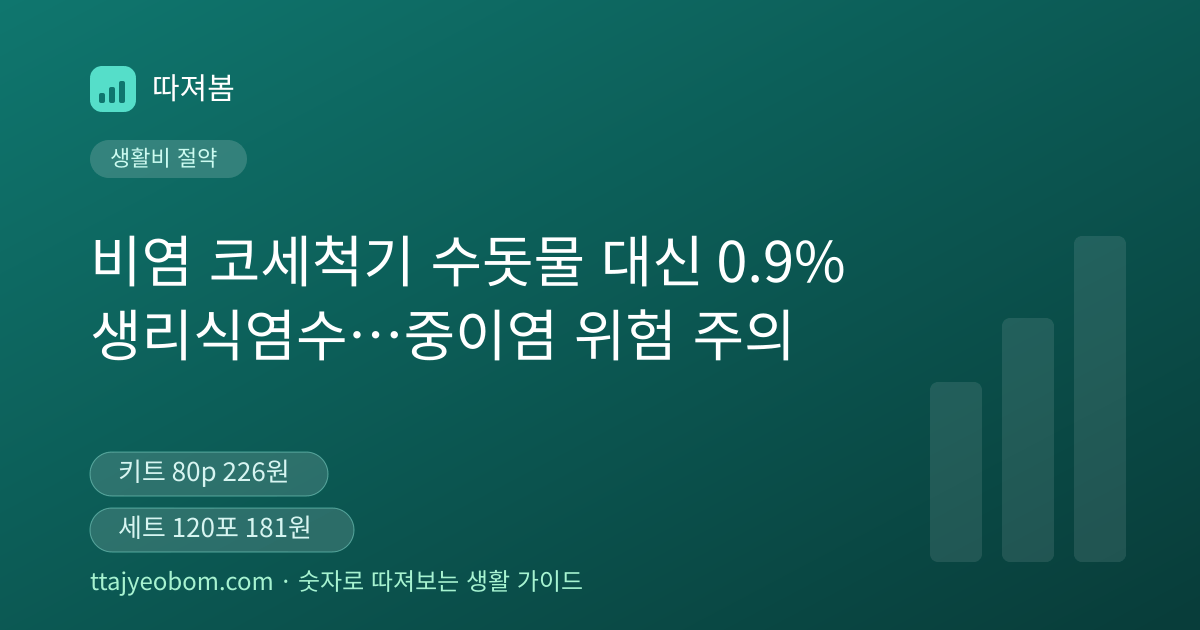 따져봄
생활비 절약
비염 코세척기 수돗물 대신 0.9%
생리식염수…중이염 위험 주의
키트 80p 226원
세트 120포 181원
ttajyeobom.com · 숫자로 따져보는 생활 가이드